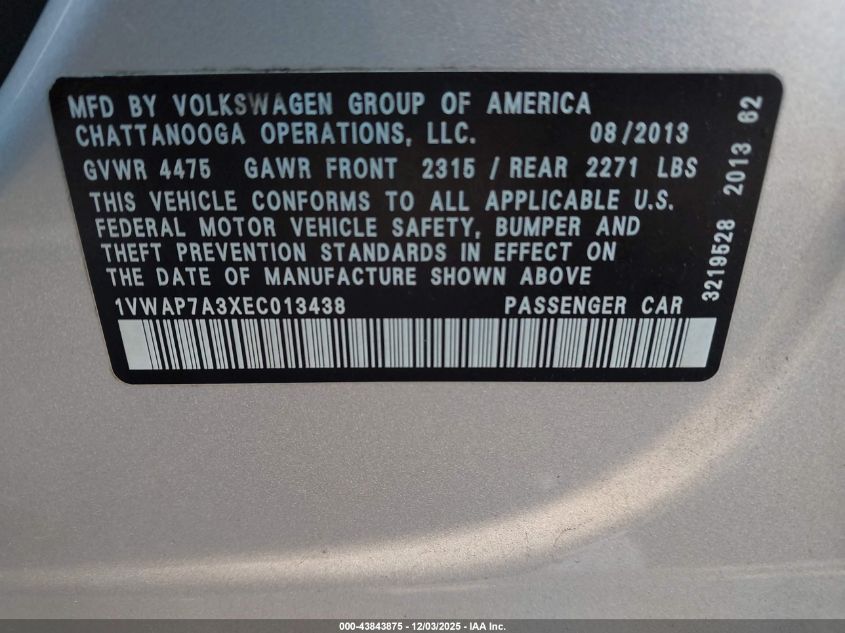 MFD BY VOLKSWAGEN GROUP OF AMERICA
CHATTANOOGA OPERATIONS, LLC. 08/2013
GVWR 4475 GAWR FRONT 2315 / REAR 2271 LBS
THIS VEHICLE CONFORMS TO ALL APPLICABLE U.S.
FEDERAL MOTOR VEHICLE SAFETY, BUMPER AND
THEFT PREVENTION STANDARDS IN EFFECT ON
THE DATE OF MANUFACTURE SHOWN ABOVE
1VWAP7A3XEC013438 PASSENGER CAR
3219528 2013 62
000-43843875 - 12/03/2025 - IAA Inc.